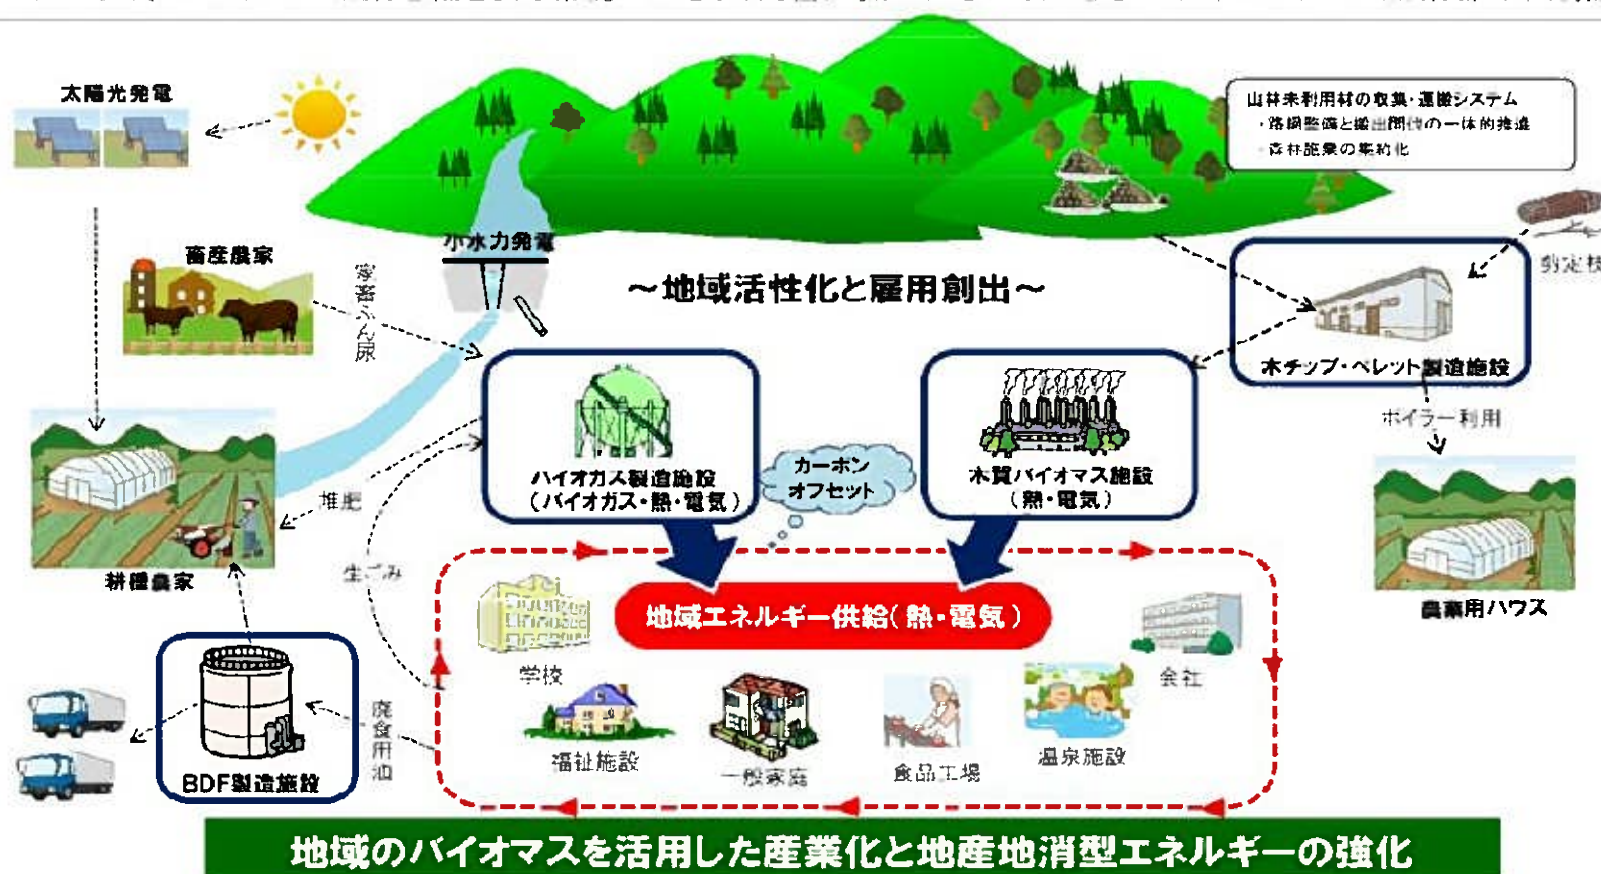 太陽光発電
山林未利用材の収集・運搬システム
・路網整備と搬出間伐の一体的推進
・森林施業の集約化
小水力発電
畜産農家
家畜ふん尿
～地域活性化と雇用創出～
剪定枝
木チップ・ペレット製造施設
ボイラー利用
バイオガス製造施設
（バイオガス・熱・電気）
カーボン
オフセット
木質バイオマス施設
（熱・電気）
堆肥
耕種農家
生ごみ
農業用ハウス
地域エネルギー供給（熱・電気）
学校
会社
福祉施設
一般家庭
食品工場
温泉施設
廃食用油
BDF製造施設
地域のバイオマスを活用した産業化と地産地消型エネルギーの強化